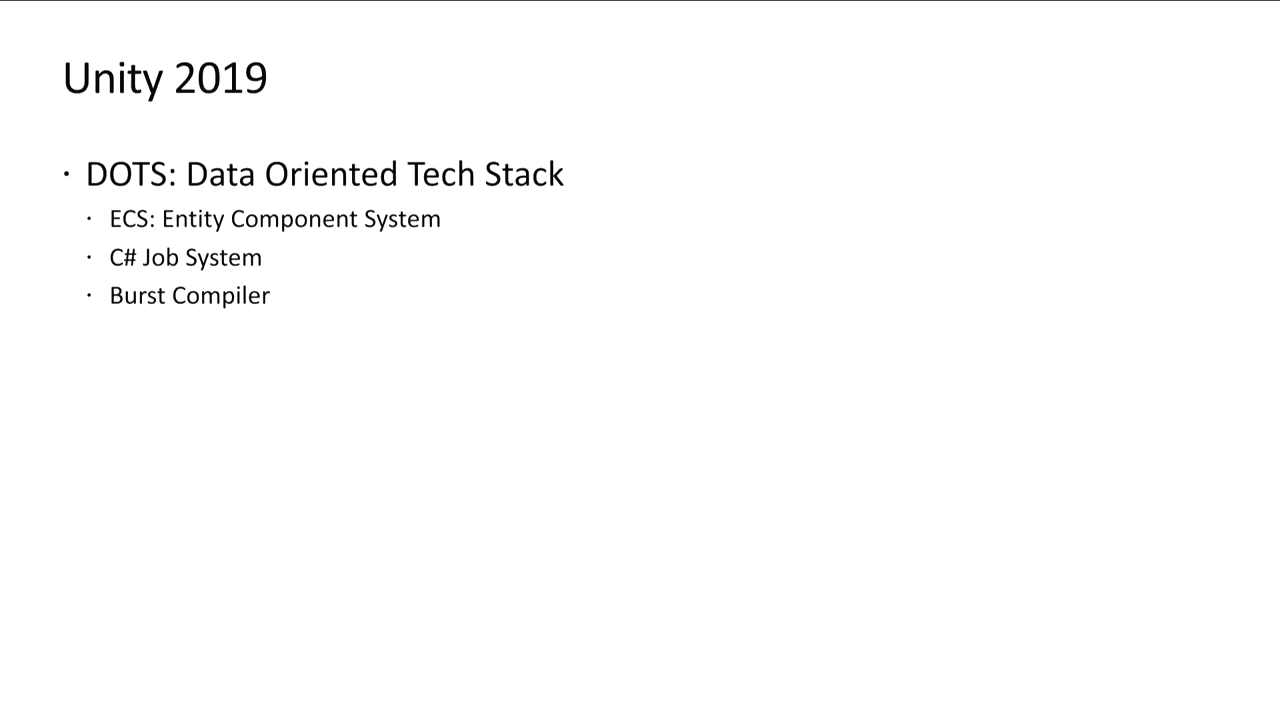 Unity 2019
· DOTS: Data Oriented Tech Stack
· ECS: Entity Component System
· C# Job System
· Burst Compiler